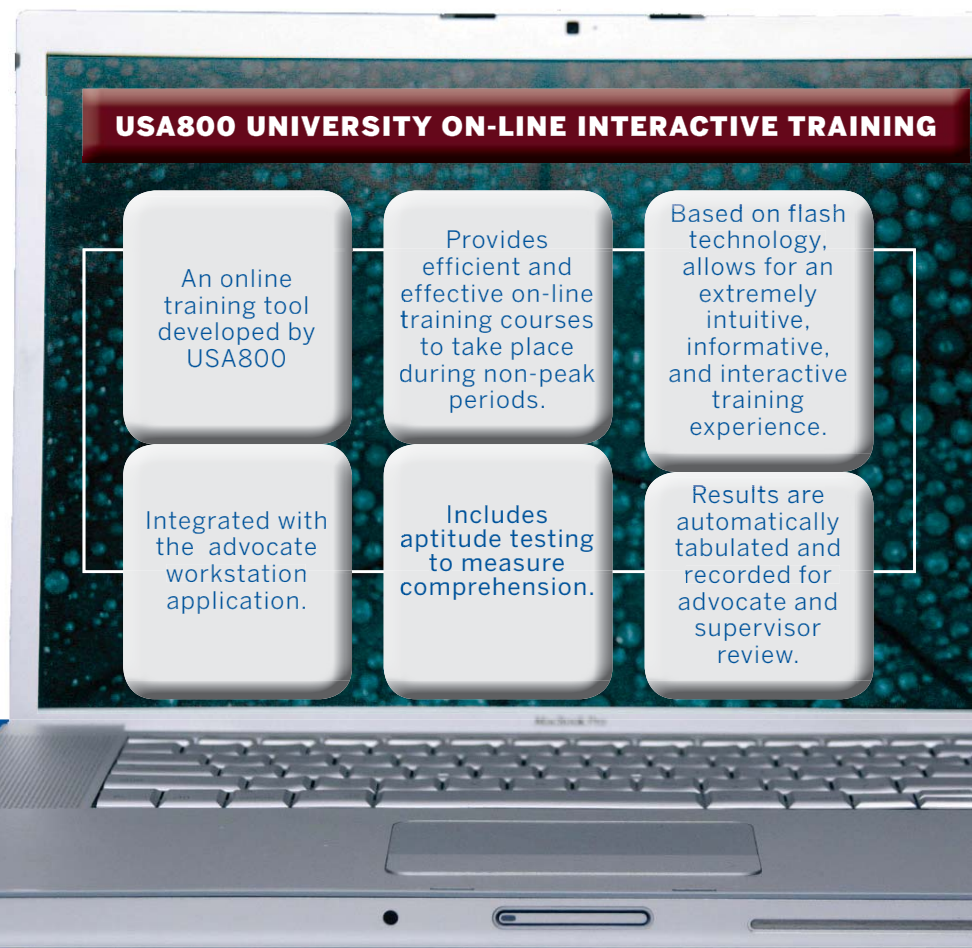 USA800 UNIVERSITY ON-LINE INTERACTIVE TRAINING
An online
training tool
developed by
USA800
Provides
efficient and
effective on-line
training courses
to take place
during non-peak
periods.
Based on flash
technology,
allows for an
extremely
intuitive,
informative,
and interactive
training
experience.
Integrated with
the advocate
workstation
application.
Includes
aptitude testing
to measure
comprehension.
Results are
automatically
tabulated and
recorded for
advocate and
supervisor
review.
MacBook Pro